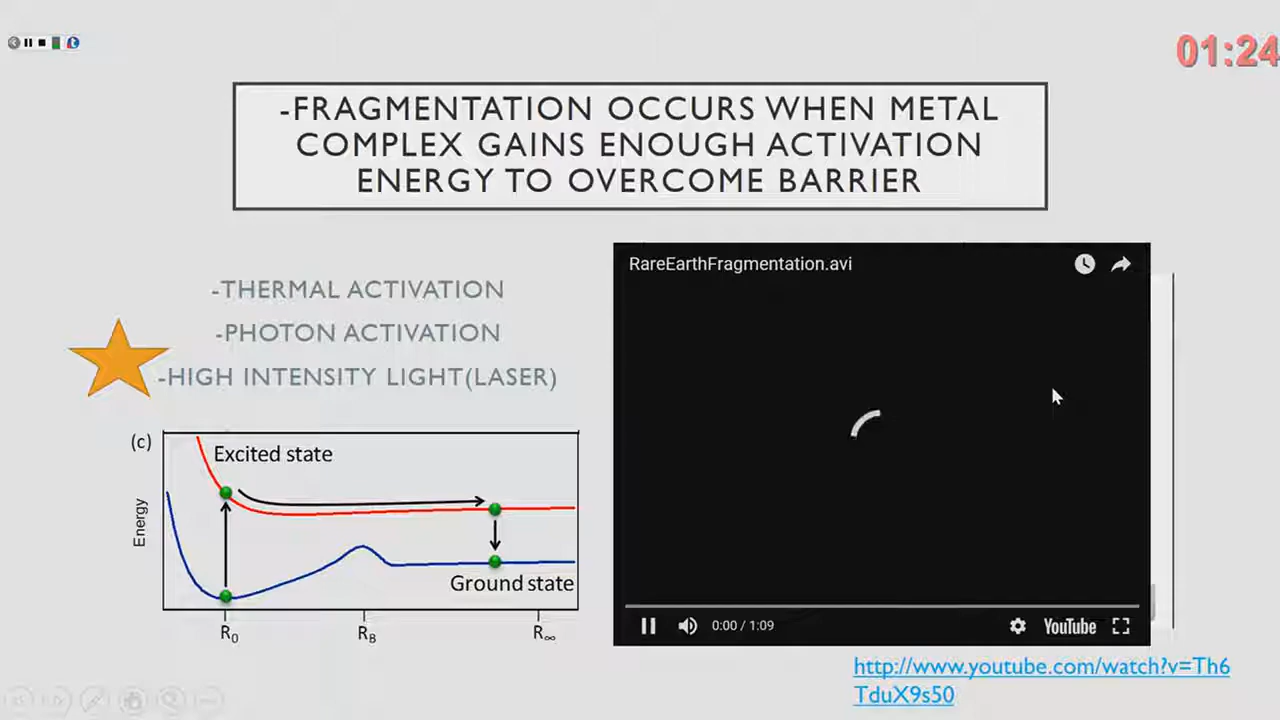 01:24
-FRAGMENTATION OCCURS WHEN METAL
COMPLEX GAINS ENOUGH ACTIVATION
ENERGY TO OVERCOME BARRIER
-THERMAL ACTIVATION
-PHOTON ACTIVATION
-HIGH INTENSITY LIGHT(LASER)
(c)
Excited state
Energy
Ground state
R₀
R_B
R∞
RareEarthFragmentation.avi
0:00 / 1:09
YouTube
http://www.youtube.com/watch?v=Th6
TduX9s50